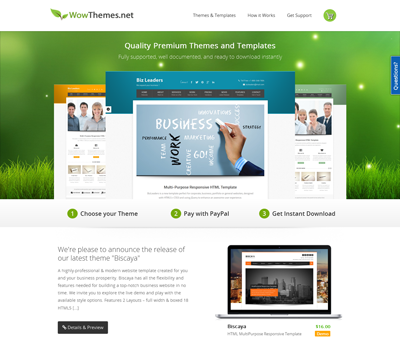 WowThemes.net
Themes & Templates
How it Works
Get Support
Quality Premium Themes and Templates
Fully supported, well documented, and ready to download instantly
Questions?
Biz Leaders
INNOVATIONS
BUSINESS
STRATEGY
TEAM
WORK
MARKETING
CREATIVE
GO!
Multi-Purpose Responsive HTML Template
1 Choose your Theme
2 Pay with PayPal
3 Get Instant Download
We're please to announce the release of
our latest theme "Biscaya"
A highly-professional & modern website template created for you
and your business prosperity. Biscaya has all the flexibility and
features needed for building a top-notch business website in no
time. We invite you to explore the live demo and play with the
available style options. Features 2 Layouts – full width & boxed 18
HTML5 [...]
Details & Preview
Biscaya
$16.00
HTML MultiPurpose Responsive Template
Demo